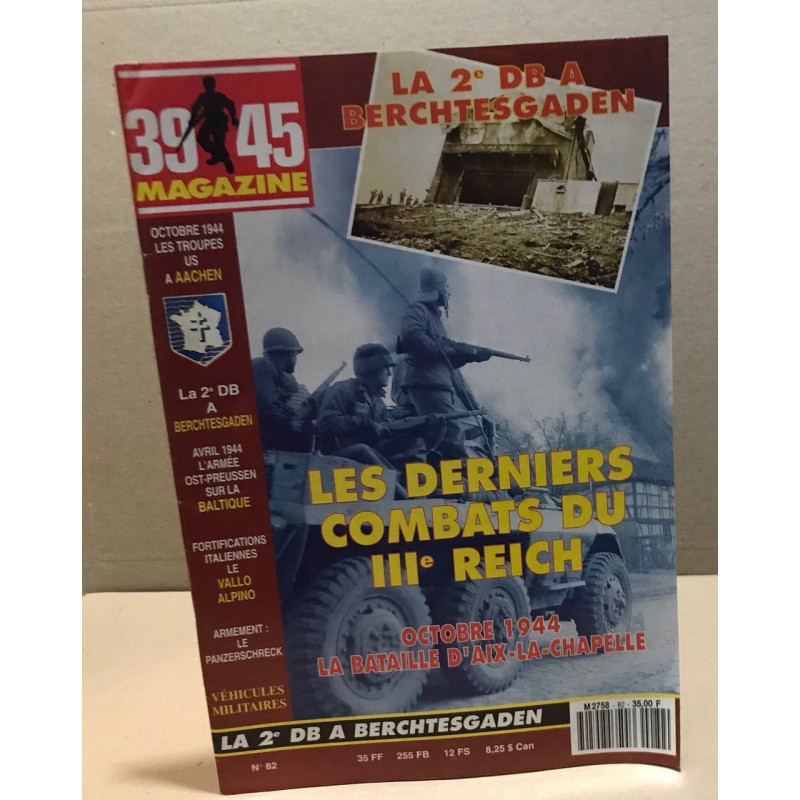 39 45
MAGAZINE
LA 2e DB A
BERCHTESGADEN
OCTOBRE 1944
LES TROUPES
US
A AACHEN
La 2e DB
A
BERCHTESGADEN
AVRIL 1944
L'ARMÉE
OST-PREUSSEN
SUR LA
BALTIQUE
FORTIFICATIONS
ITALIENNES
LE
VALLO
ALPINO
ARMEMENT :
LE
PANZERSCHRECK
VÉHICULES
MILITAIRES
LES DERNIERS
COMBATS DU
IIIe REICH
OCTOBRE 1944
LA BATAILLE D'AIX-LA-CHAPELLE
LA 2e DB A BERCHTESGADEN
M 2758 - 82 - 35,00 F
N° 82 35 FF 255 FB 12 FS 8,25 $ Can